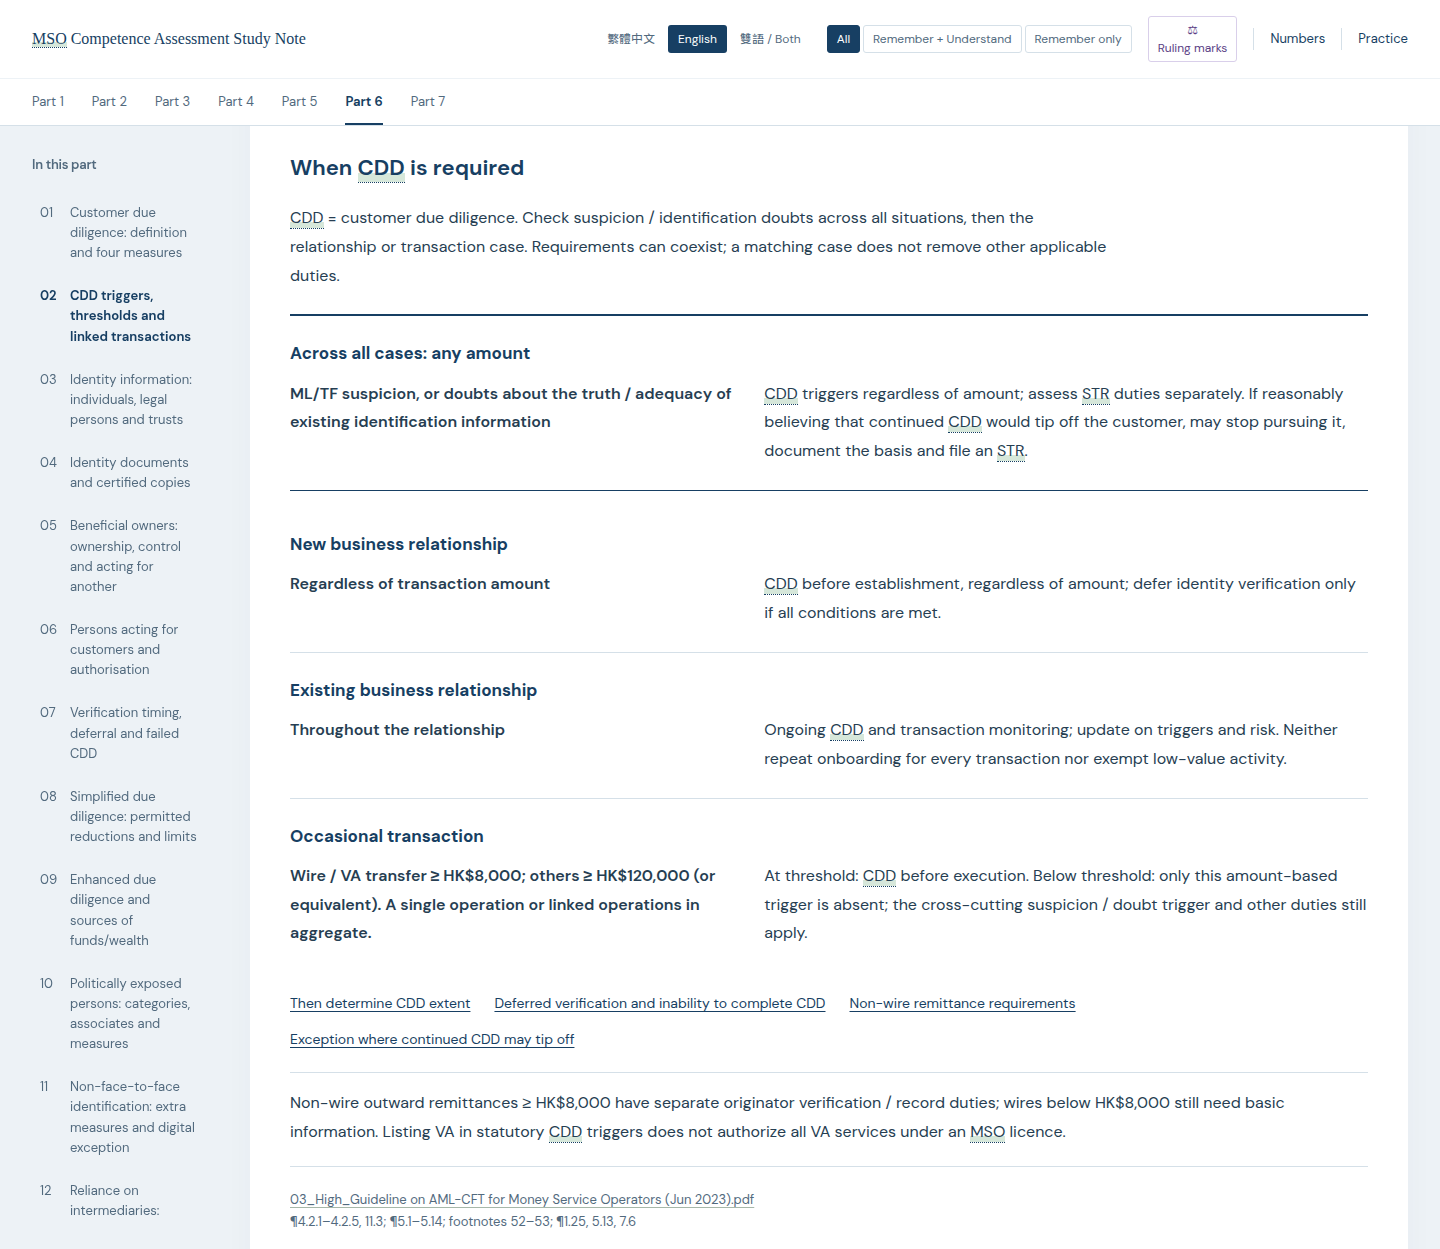 MSO Competence Assessment Study Note
繁體中文 English 雙語 / Both All Remember + Understand Remember only ⚖ Ruling marks Numbers Practice
Part 1 Part 2 Part 3 Part 4 Part 5 Part 6 Part 7
In this part
01 Customer due
diligence: definition
and four measures
02 CDD triggers,
thresholds and
linked transactions
03 Identity information:
individuals, legal
persons and trusts
04 Identity documents
and certified copies
05 Beneficial owners:
ownership, control
and acting for
another
06 Persons acting for
customers and
authorisation
07 Verification timing,
deferral and failed
CDD
08 Simplified due
diligence: permitted
reductions and limits
09 Enhanced due
diligence and
sources of
funds/wealth
10 Politically exposed
persons: categories,
associates and
measures
11 Non-face-to-face
identification: extra
measures and digital
exception
12 Reliance on
intermediaries:
When CDD is required
CDD = customer due diligence. Check suspicion / identification doubts across all situations, then the
relationship or transaction case. Requirements can coexist; a matching case does not remove other applicable
duties.
Across all cases: any amount
ML/TF suspicion, or doubts about the truth / adequacy of
existing identification information
CDD triggers regardless of amount; assess STR duties separately. If reasonably
believing that continued CDD would tip off the customer, may stop pursuing it,
document the basis and file an STR.
New business relationship
Regardless of transaction amount
CDD before establishment, regardless of amount; defer identity verification only
if all conditions are met.
Existing business relationship
Throughout the relationship
Ongoing CDD and transaction monitoring; update on triggers and risk. Neither
repeat onboarding for every transaction nor exempt low-value activity.
Occasional transaction
Wire / VA transfer ≥ HK$8,000; others ≥ HK$120,000 (or
equivalent). A single operation or linked operations in
aggregate.
At threshold: CDD before execution. Below threshold: only this amount-based
trigger is absent; the cross-cutting suspicion / doubt trigger and other duties still
apply.
Then determine CDD extent Deferred verification and inability to complete CDD Non-wire remittance requirements
Exception where continued CDD may tip off
Non-wire outward remittances ≥ HK$8,000 have separate originator verification / record duties; wires below HK$8,000 still need basic
information. Listing VA in statutory CDD triggers does not authorize all VA services under an MSO licence.
03_High_Guideline on AML-CFT for Money Service Operators (Jun 2023).pdf
¶4.2.1–4.2.5, 11.3; ¶5.1–5.14; footnotes 52–53; ¶1.25, 5.13, 7.6